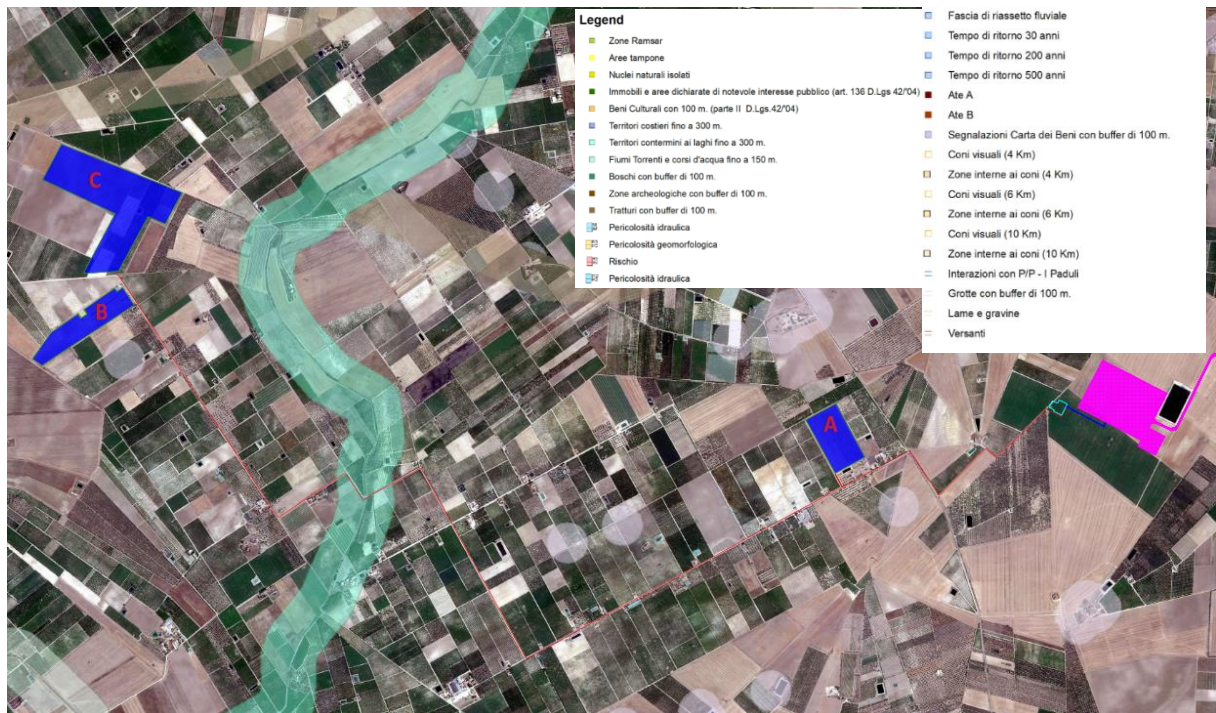 Legend
Zone Ramsar
Aree tampone
Nuclei naturali isolati
Immobili e aree dichiarate di notevole interesse pubblico (art. 136 D.Lgs 42/'04)
Beni Culturali con 100 m. (parte II D.Lgs.42/'04)
Territori costieri fino a 300 m.
Territori contermini ai laghi fino a 300 m.
Fiumi Torrenti e corsi d'acqua fino a 150 m.
Boschi con buffer di 100 m.
Zone archeologiche con buffer di 100 m.
Tratturi con buffer di 100 m.
Pericolosità idraulica
Pericolosità geomorfologica
Rischio
Pericolosità idraulica
Fascia di riassetto fluviale
Tempo di ritorno 30 anni
Tempo di ritorno 200 anni
Tempo di ritorno 500 anni
Ate A
Ate B
Segnalazioni Carta dei Beni con buffer di 100 m.
Coni visuali (4 Km)
Zone interne ai coni (4 Km)
Coni visuali (6 Km)
Zone interne ai coni (6 Km)
Coni visuali (10 Km)
Zone interne ai coni (10 Km)
Interazioni con P/P - I Paduli
Grotte con buffer di 100 m.
Lame e gravine
Versanti
C
B
A